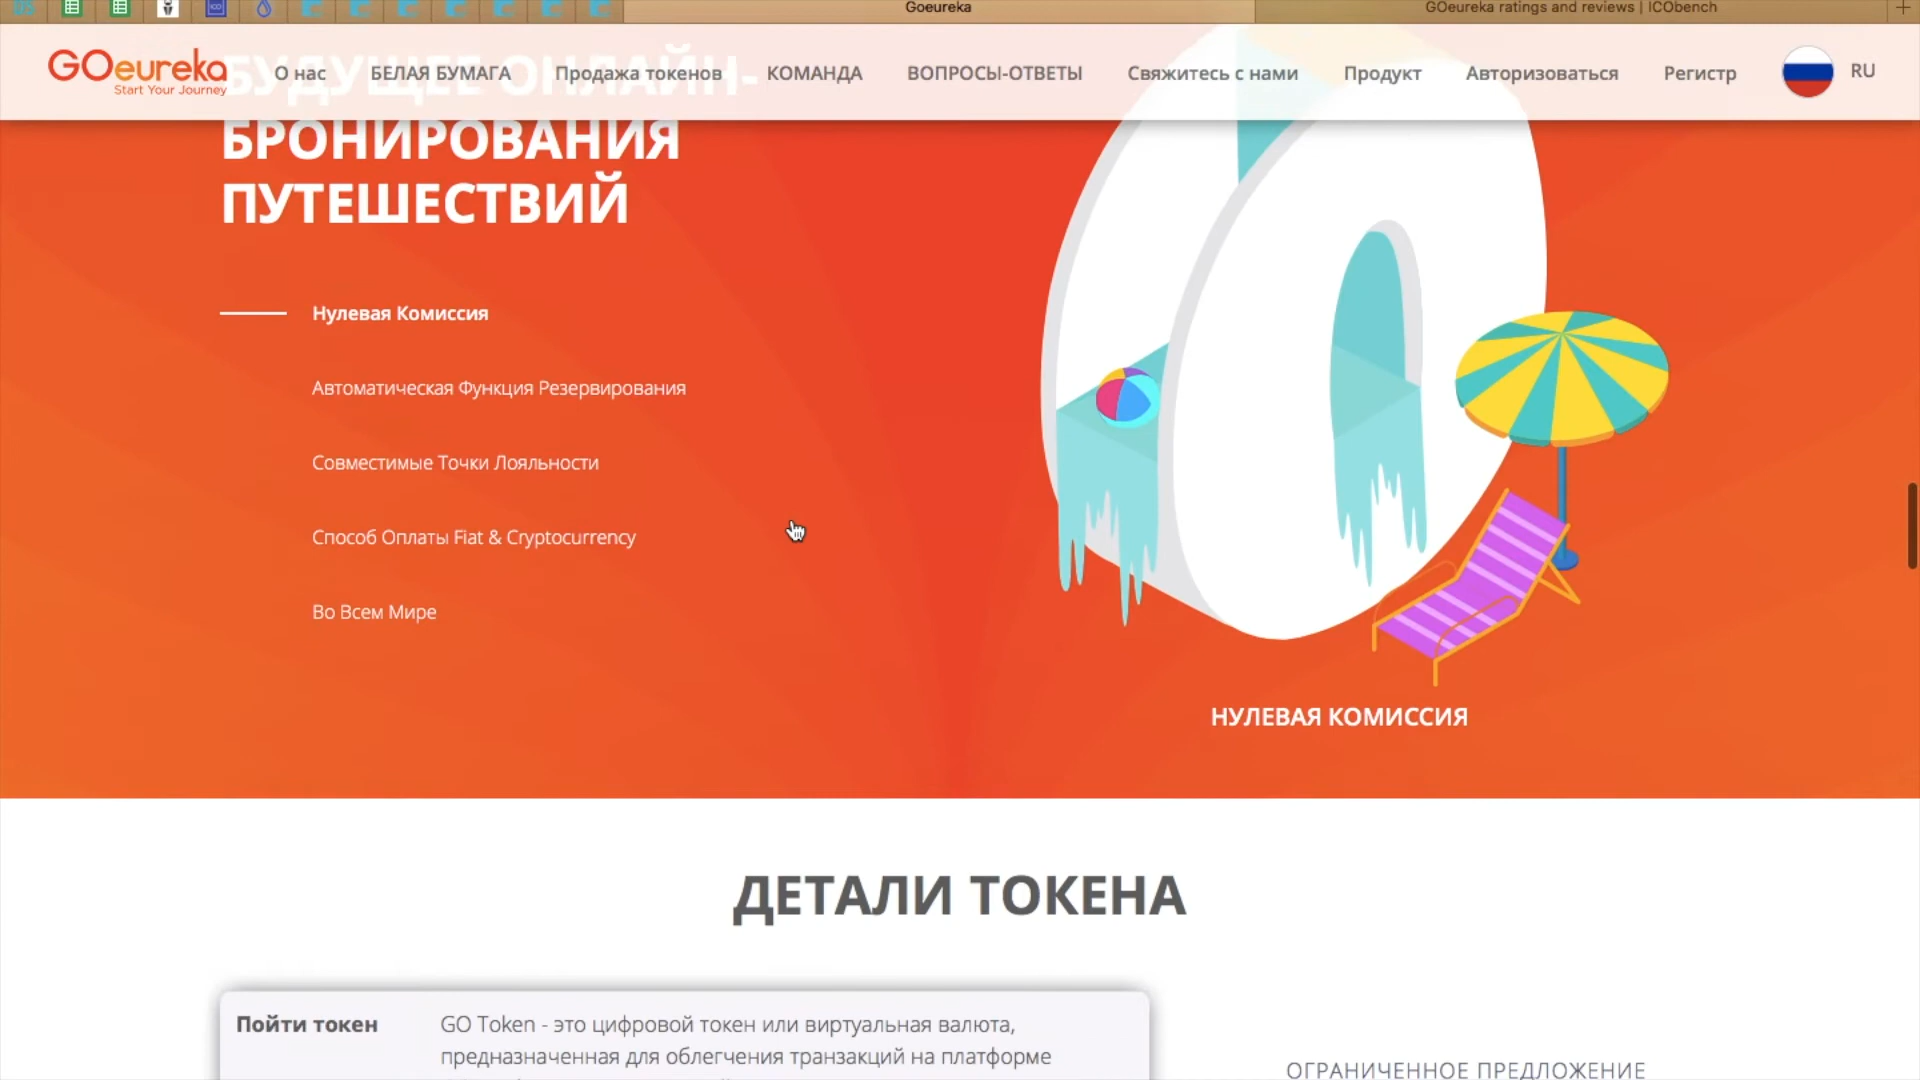 Goeureka
GOeureka ratings and reviews | ICObench
GOeureka
Start Your Journey
О нас
БЕЛАЯ БУМАГА
Продажа токенов
КОМАНДА
ВОПРОСЫ-ОТВЕТЫ
Свяжитесь с нами
Продукт
Авторизоваться
Регистр
RU
БУДУЩЕЕ ОНЛАЙН-
БРОНИРОВАНИЯ
ПУТЕШЕСТВИЙ
Нулевая Комиссия
Автоматическая Функция Резервирования
Совместимые Точки Лояльности
Способ Оплаты Fiat & Cryptocurrency
Во Всем Мире
НУЛЕВАЯ КОМИССИЯ
ДЕТАЛИ ТОКЕНА
Пойти токен
GO Token - это цифровой токен или виртуальная валюта,
предназначенная для облегчения транзакций на платформе
ОГРАНИЧЕННОЕ ПРЕДЛОЖЕНИЕ